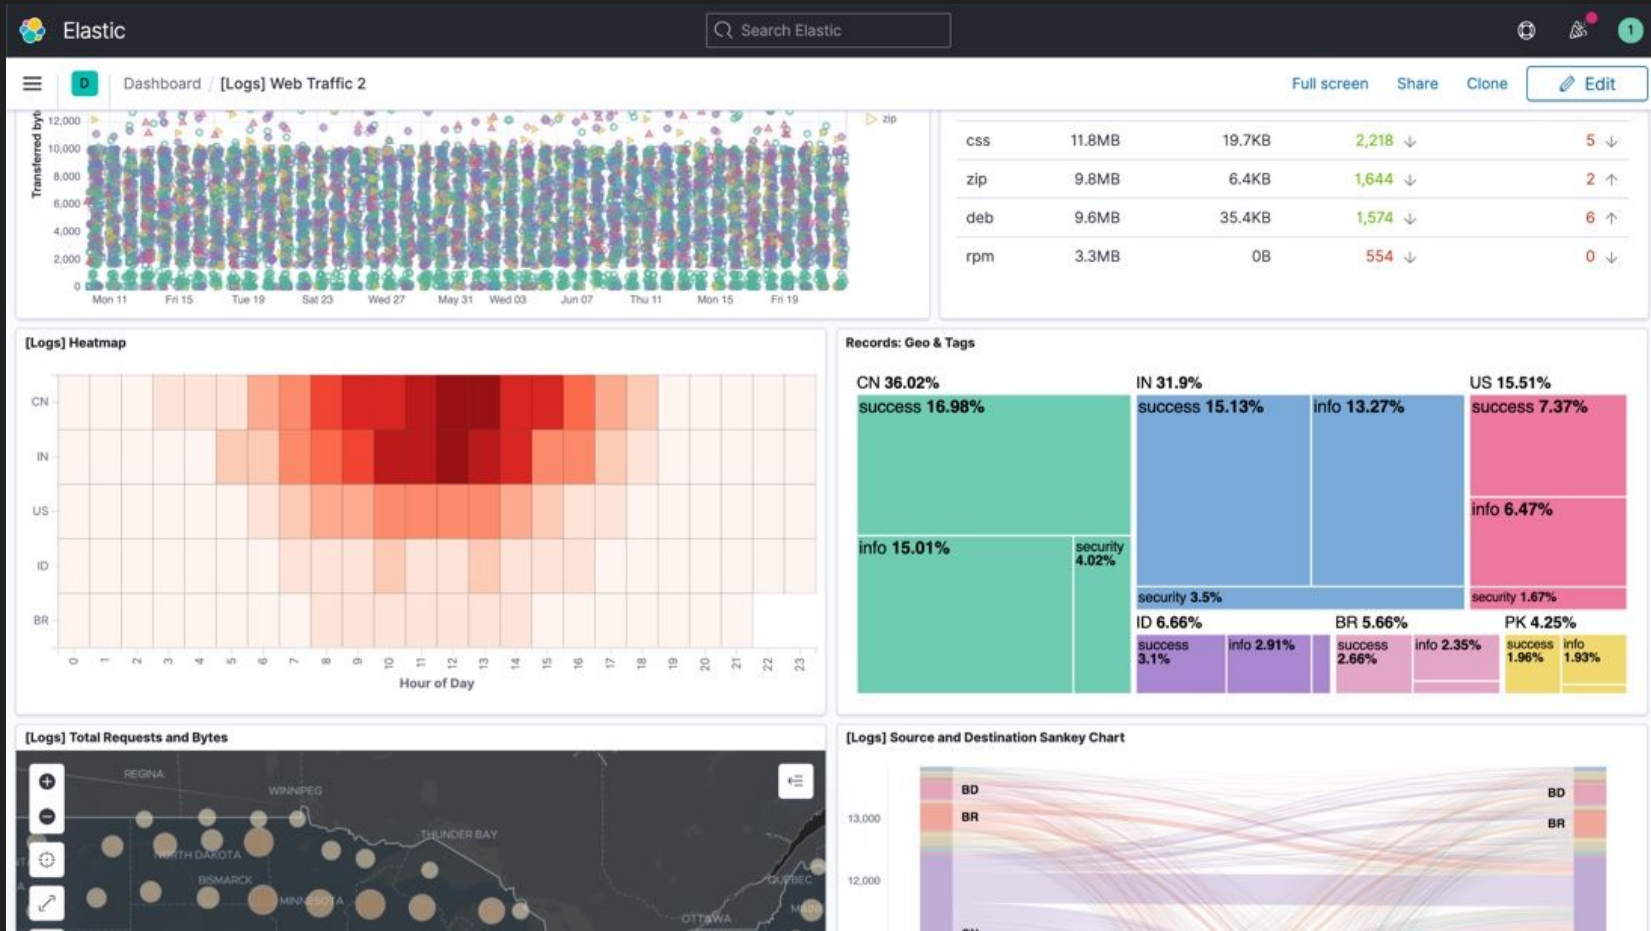 Elastic
Search Elastic
1
D
Dashboard / [Logs] Web Traffic 2
Full screen
Share
Clone
Edit
Transferred byt
12,000
10,000
8,000
6,000
4,000
2,000
0
Mon 11 Fri 15 Tue 19 Sat 23 Wed 27 May 31 Wed 03 Jun 07 Thu 11 Mon 15 Fri 19
zip
css 11.8MB 19.7KB 2,218 ↓ 5 ↓
zip 9.8MB 6.4KB 1,644 ↓ 2 ↑
deb 9.6MB 35.4KB 1,574 ↓ 6 ↑
rpm 3.3MB 0B 554 ↓ 0 ↓
[Logs] Heatmap
CN
IN
US
ID
BR
0 1 2 3 4 5 6 7 8 9 10 11 12 13 14 15 16 17 18 19 20 21 22 23
Hour of Day
Records: Geo & Tags
CN 36.02%
success 16.98%
info 15.01%
security
4.02%
IN 31.9%
success 15.13%
info 13.27%
security 3.5%
US 15.51%
success 7.37%
info 6.47%
security 1.67%
ID 6.66%
success
3.1%
info 2.91%
BR 5.66%
success
2.66%
info 2.35%
PK 4.25%
success
1.96%
info
1.93%
[Logs] Total Requests and Bytes
REGINA
WINNIPEG
THUNDER BAY
NORTH DAKOTA
BISMARCK
MINNESOTA
QUEBEC
OTTAWA
[Logs] Source and Destination Sankey Chart
13,000
12,000
BD
BR
BD
BR